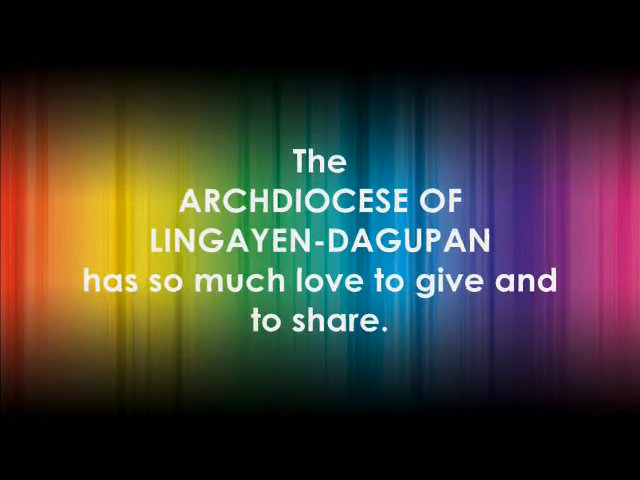 The
ARCHDIOCESE OF
LINGAYEN-DAGUPAN
has so much love to give and
to share.